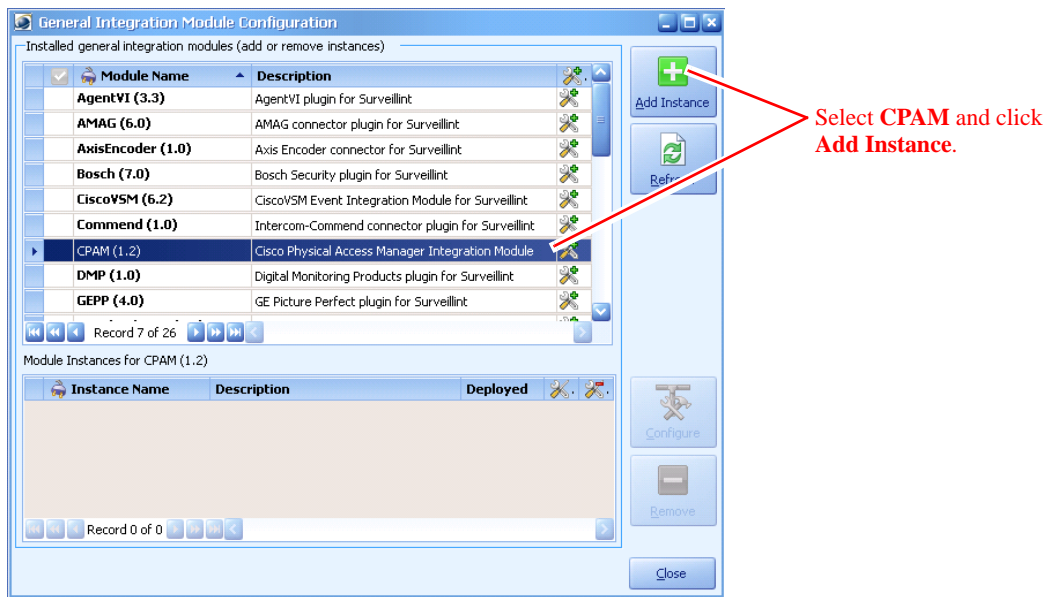 General Integration Module Configuration
Installed general integration modules (add or remove instances)
Module Name Description
AgentVI (3.3) AgentVI plugin for Surveillint
AMAG (6.0) AMAG connector plugin for Surveillint
AxisEncoder (1.0) Axis Encoder connector for Surveillint
Bosch (7.0) Bosch Security plugin for Surveillint
CiscoVSM (6.2) CiscoVSM Event Integration Module for Surveillint
Commend (1.0) Intercom-Commend connector plugin for Surveillint
CPAM (1.2) Cisco Physical Access Manager Integration Module
DMP (1.0) Digital Monitoring Products plugin for Surveillint
GEPP (4.0) GE Picture Perfect plugin for Surveillint
Record 7 of 26
Module Instances for CPAM (1.2)
Instance Name Description Deployed
Record 0 of 0
Add Instance
Refresh
Configure
Remove
Close
Select CPAM and click
Add Instance.